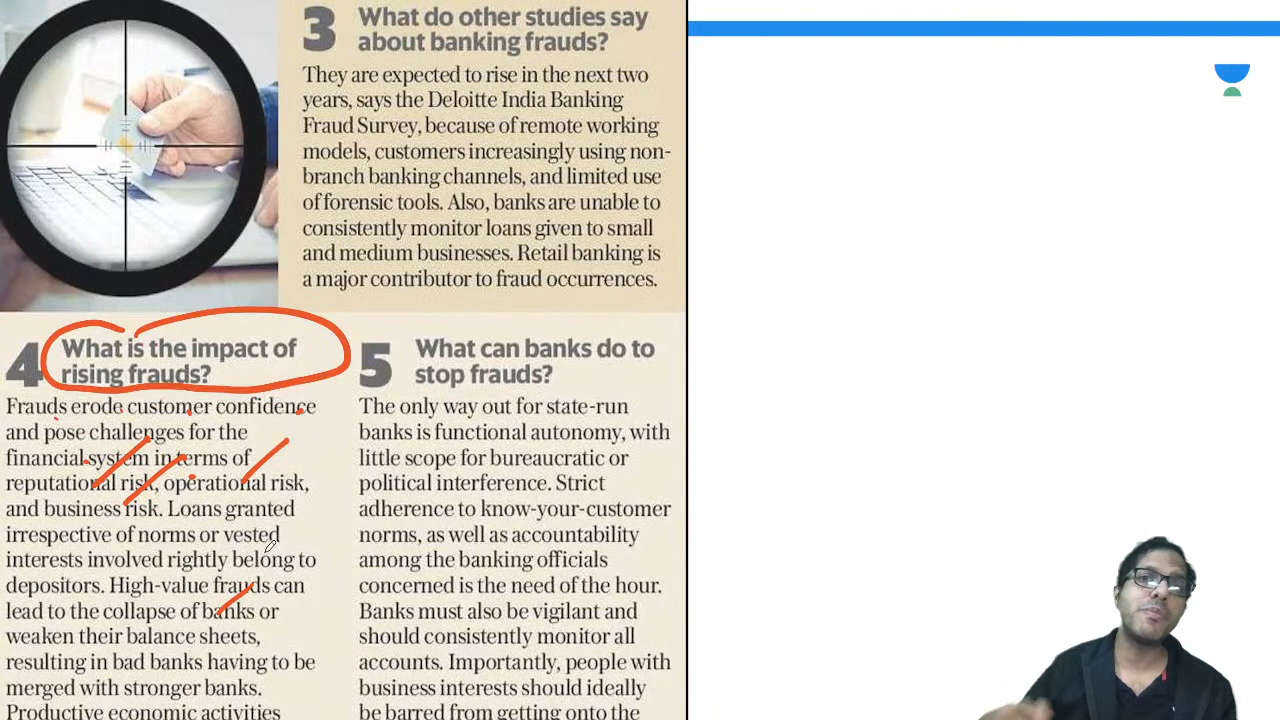 3
What do other studies say
about banking frauds?
They are expected to rise in the next two
years, says the Deloitte India Banking
Fraud Survey, because of remote working
models, customers increasingly using non-
branch banking channels, and limited use
of forensic tools. Also, banks are unable to
consistently monitor loans given to small
and medium businesses. Retail banking is
a major contributor to fraud occurrences.
4
What is the impact of
rising frauds?
Frauds erode customer confidence
and pose challenges for the
financial system in terms of
reputational risk, operational risk,
and business risk. Loans granted
irrespective of norms or vested
interests involved rightly belong to
depositors. High-value frauds can
lead to the collapse of banks or
weaken their balance sheets,
resulting in bad banks having to be
merged with stronger banks.
Productive economic activities
5
What can banks do to
stop frauds?
The only way out for state-run
banks is functional autonomy, with
little scope for bureaucratic or
political interference. Strict
adherence to know-your-customer
norms, as well as accountability
among the banking officials
concerned is the need of the hour.
Banks must also be vigilant and
should consistently monitor all
accounts. Importantly, people with
business interests should ideally
be barred from getting onto the